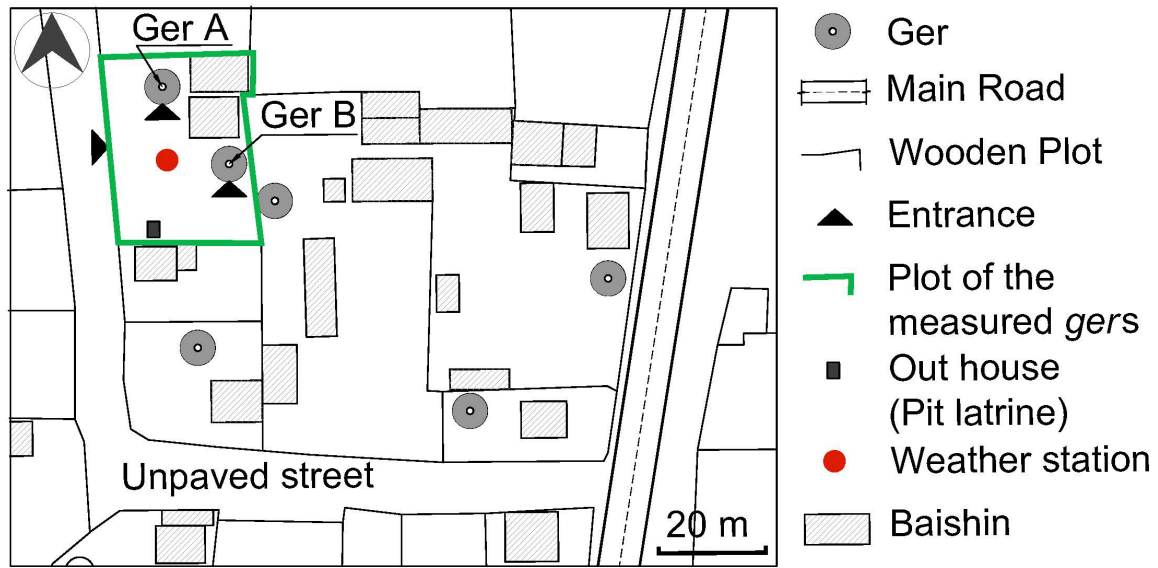 Ger A
Ger B
Unpaved street
20 m
Ger
Main Road
Wooden Plot
Entrance
Plot of the
measured gers
Out house
(Pit latrine)
Weather station
Baishin